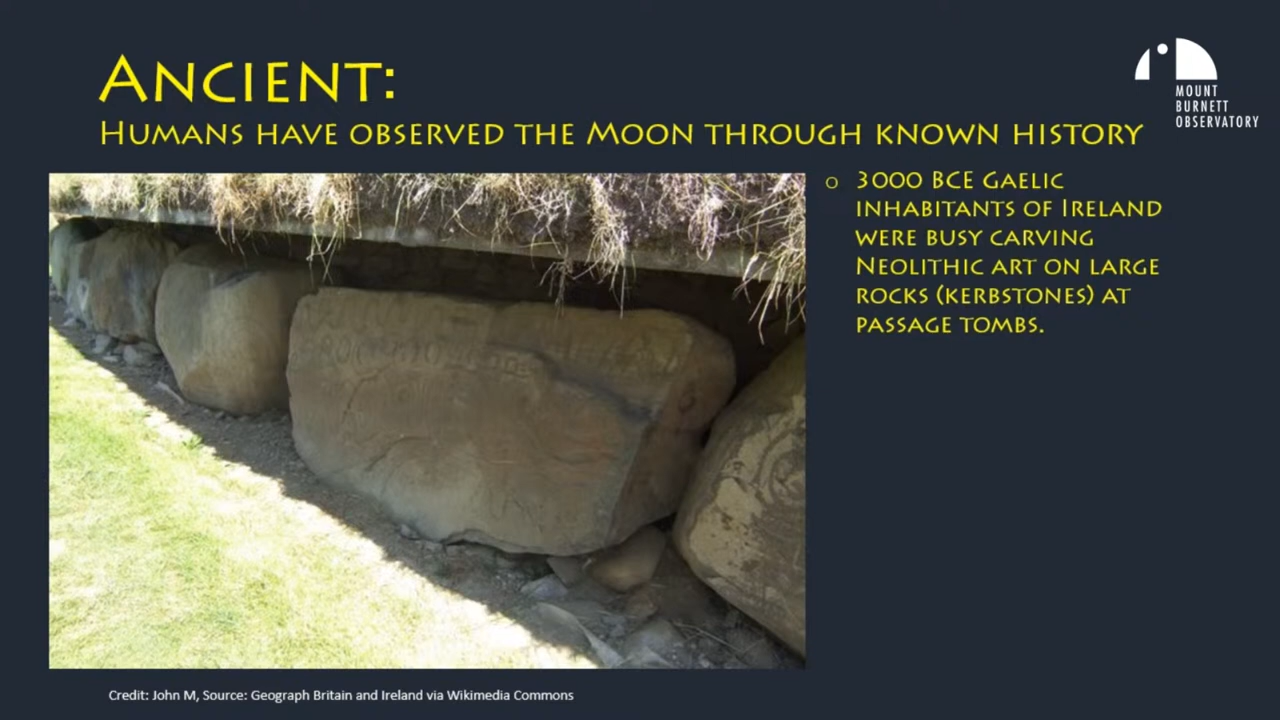 ANCIENT:
HUMANS HAVE OBSERVED THE MOON THROUGH KNOWN HISTORY
MOUNT
BURNETT
OBSERVATORY
o 3000 BCE GAELIC
INHABITANTS OF IRELAND
WERE BUSY CARVING
NEOLITHIC ART ON LARGE
ROCKS (KERBSTONES) AT
PASSAGE TOMBS.
Credit: John M, Source: Geograph Britain and Ireland via Wikimedia Commons